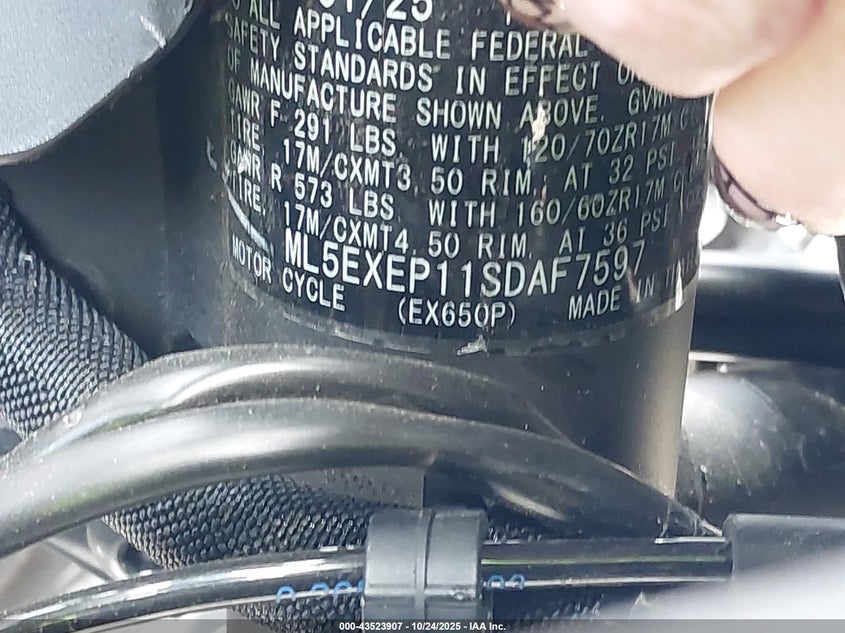 /25
ALL APPLICABLE FEDERAL
SAFETY STANDARDS IN EFFECT
OF MANUFACTURE SHOWN ABOVE.
GAWR F 291 LBS. WITH 120/70ZR17M
TIRE, 17M/CXMT3.50 RIM, AT 32 PSI
GAWR R 573 LBS. WITH 160/60ZR17M
TIRE, 17M/CXMT4.50 RIM, AT 36 PSI
ML5EXEP11SDAF7597
MOTOR CYCLE (EX650P) MADE IN
000-43523907 - 10/24/2025 - IAA Inc.